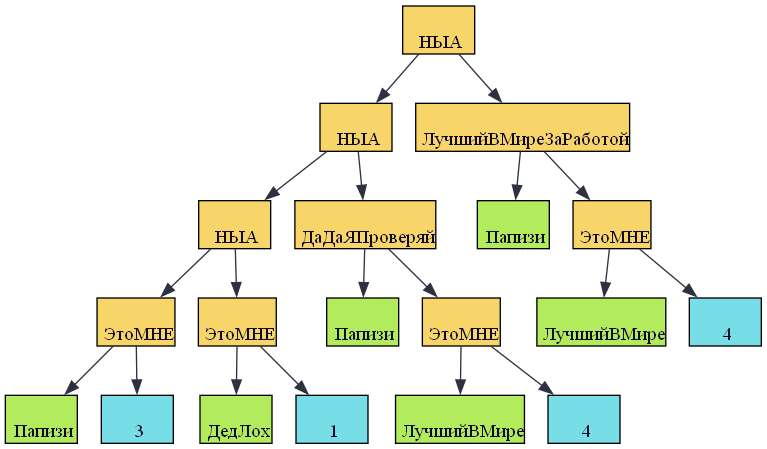 НЫА
НЫА
ЛучшийВМиреЗаРаботой
НЫА
ДаДаЯПроверяй
Папизи
ЭтоМНЕ
ЭтоМНЕ
ЭтоМНЕ
Папизи
ЭтоМНЕ
ЛучшийВМире
4
Папизи
3
ДедЛох
1
ЛучшийВМире
4